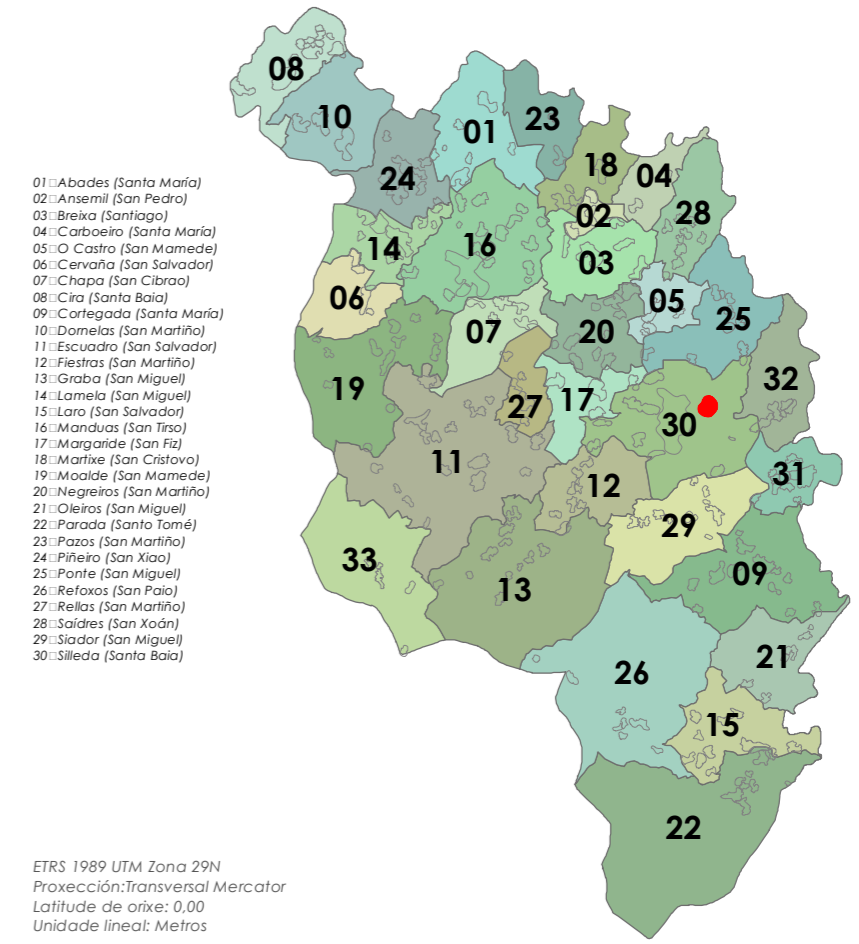 08
10
01
23
24
18
04
02
28
14
16
03
06
05
25
07
20
19
32
27
17
30
11
12
31
29
33
13
09
26
21
15
22
01□Abades (Santa María)
02□Ansemil (San Pedro)
03□Breixa (Santiago)
04□Carboeiro (Santa María)
05□O Castro (San Mamede)
06□Cervaña (San Salvador)
07□Chapa (San Cibrao)
08□Cira (Santa Baia)
09□Cortegada (Santa María)
10□Dornelas (San Martiño)
11□Escuadro (San Salvador)
12□Fiestras (San Martiño)
13□Graba (San Miguel)
14□Lamela (San Miguel)
15□Laro (San Salvador)
16□Manduas (San Tirso)
17□Margaride (San Fiz)
18□Martixe (San Cristovo)
19□Moalde (San Mamede)
20□Negreiros (San Martiño)
21□Oleiros (San Miguel)
22□Parada (Santo Tomé)
23□Pazos (San Martiño)
24□Piñeiro (San Xiao)
25□Ponte (San Miguel)
26□Refoxos (San Paio)
27□Rellas (San Martiño)
28□Saídres (San Xoán)
29□Siador (San Miguel)
30□Silleda (Santa Baia)
ETRS 1989 UTM Zona 29N
Proxección:Transversal Mercator
Latitude de orixe: 0,00
Unidade lineal: Metros